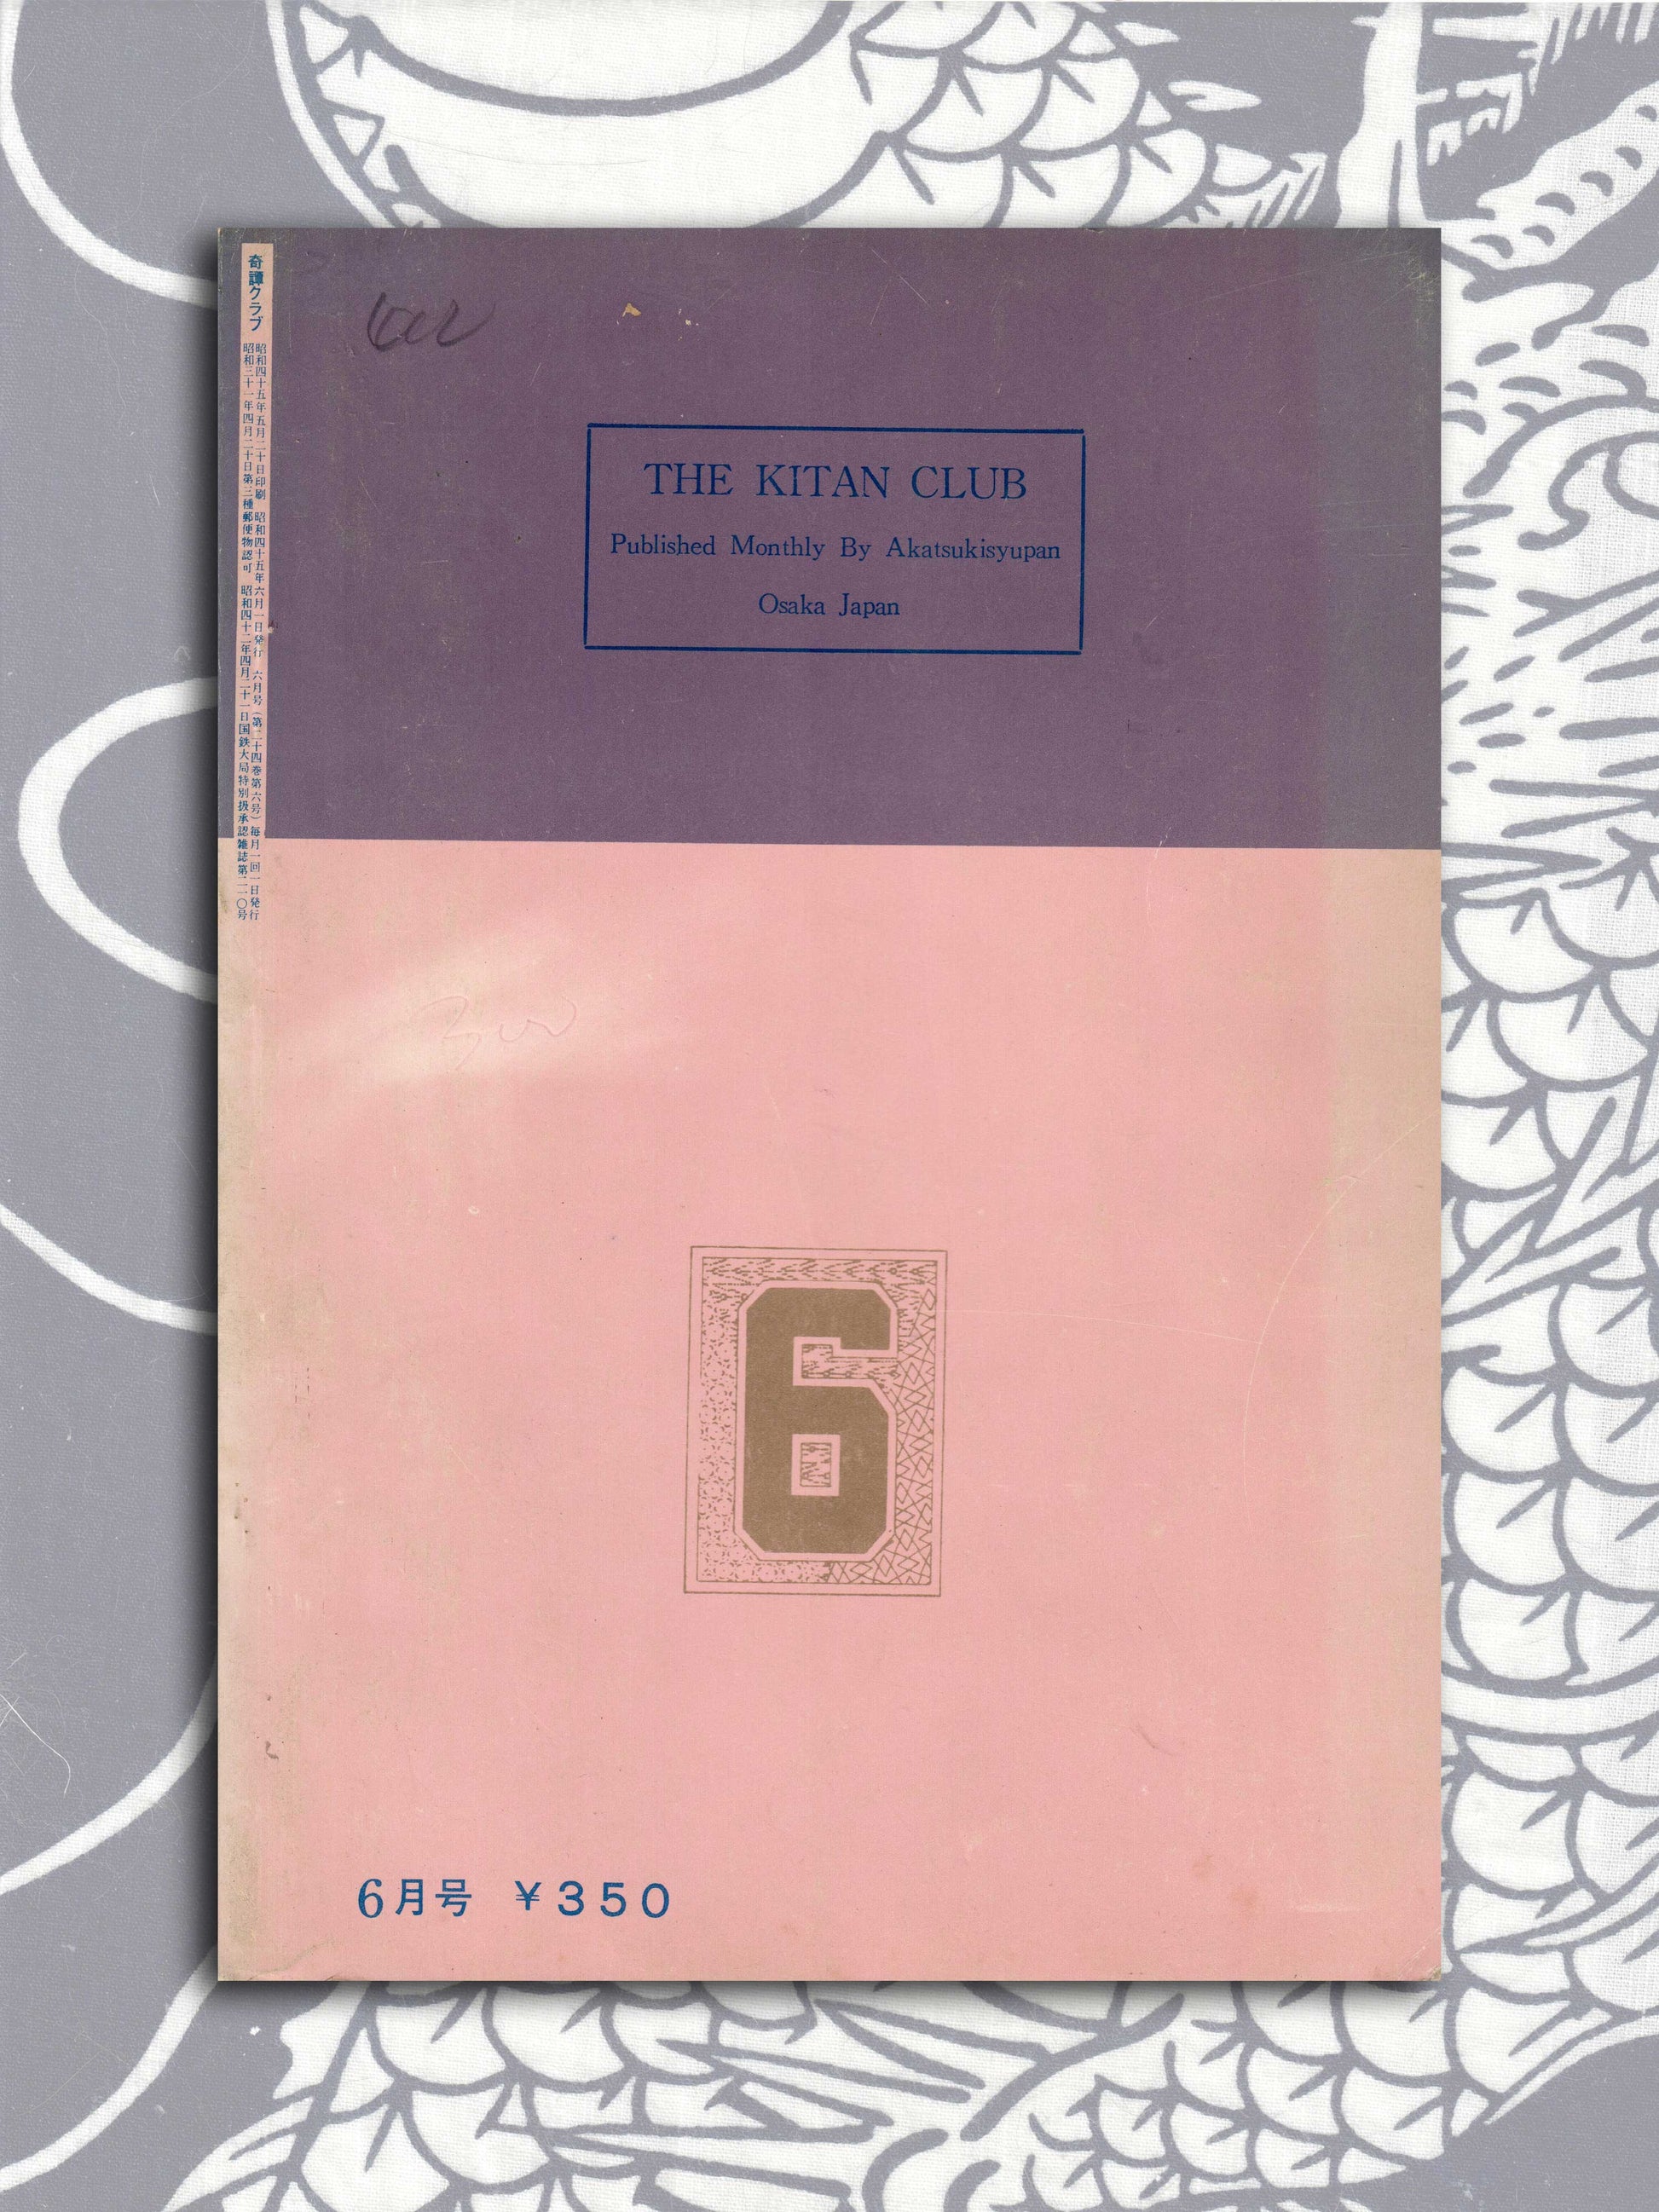 奇譚クラブ
昭和四十五年五月二十日印刷 昭和四十五年六月一日発行 六月号(第二十四巻第六号)毎月一回一日発行
昭和三十一年四月二十日第三種郵便物認可 昭和四十二年四月二十一日国鉄大局特別扱承認雑誌第二一〇号
THE KITAN CLUB
Published Monthly By Akatsukisyupan
Osaka Japan
6
6月号 ¥350